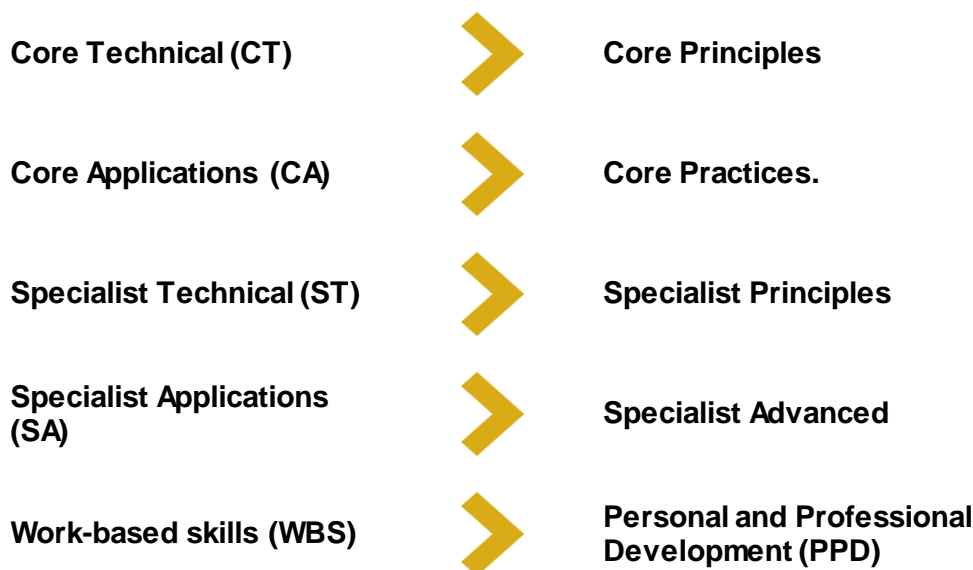 Core Technical (CT)
Core Principles
Core Applications (CA)
Core Practices.
Specialist Technical (ST)
Specialist Principles
Specialist Applications
(SA)
Specialist Advanced
Work-based skills (WBS)
Personal and Professional
Development (PPD)